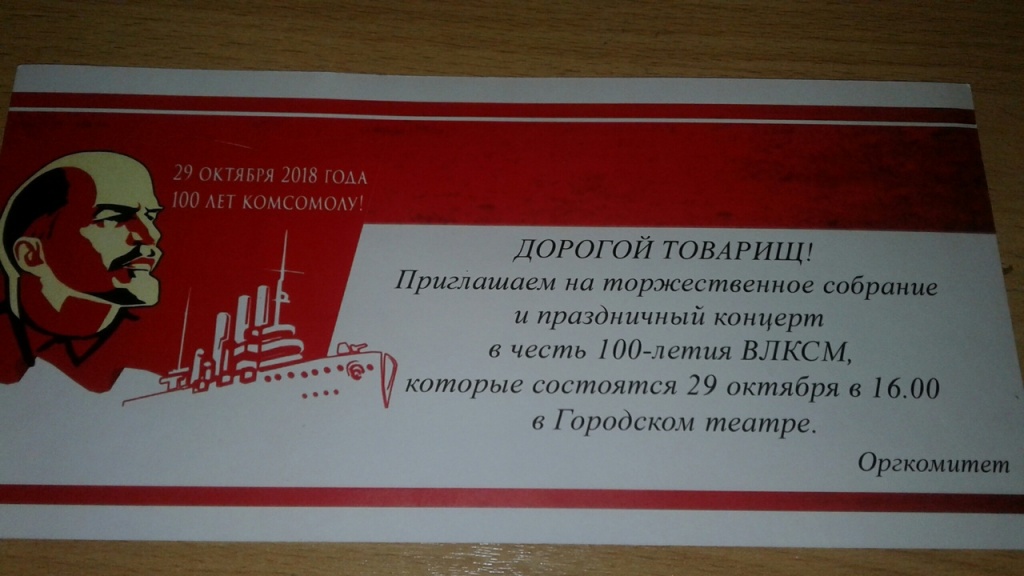 29 ОКТЯБРЯ 2018 ГОДА
100 ЛЕТ КОМСОМОЛУ!
ДОРОГОЙ ТОВАРИЩ!
Приглашаем на торжественное собрание
и праздничный концерт
в честь 100-летия ВЛКСМ,
которые состоятся 29 октября в 16.00
в Городском театре.
Оргкомитет